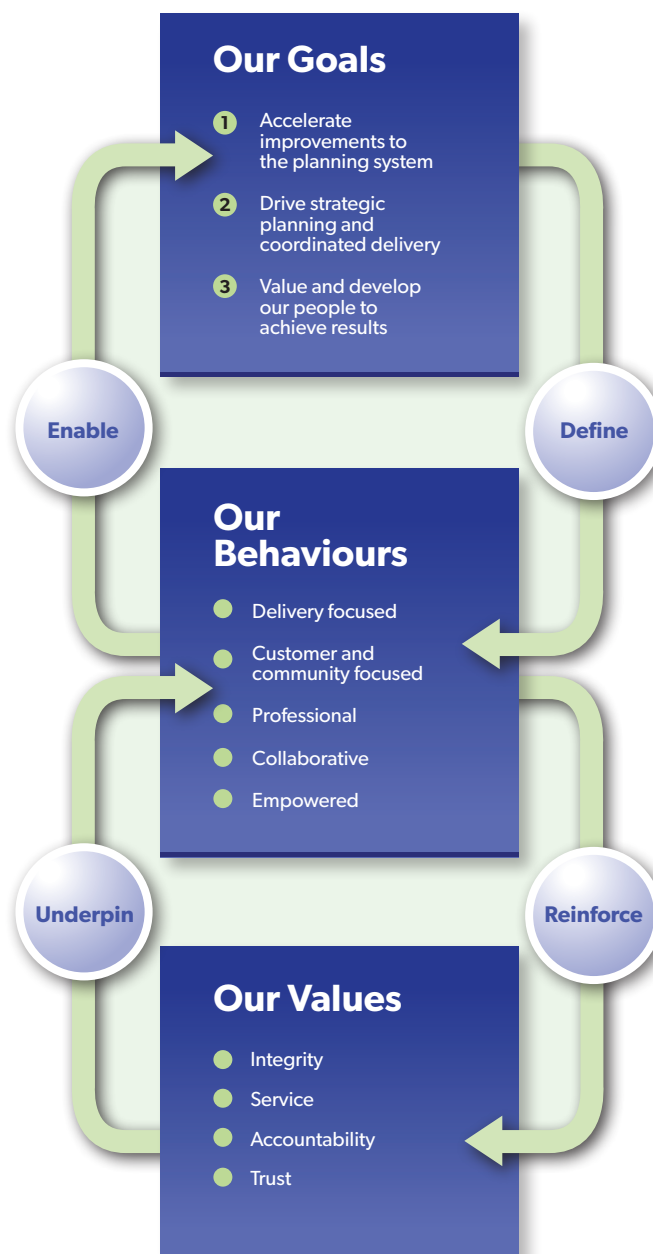 Our Goals
1 Accelerate
improvements to
the planning system
2 Drive strategic
planning and
coordinated delivery
3 Value and develop
our people to
achieve results
Enable
Define
Our
Behaviours
Delivery focused
Customer and
community focused
Professional
Collaborative
Empowered
Underpin
Reinforce
Our Values
Integrity
Service
Accountability
Trust